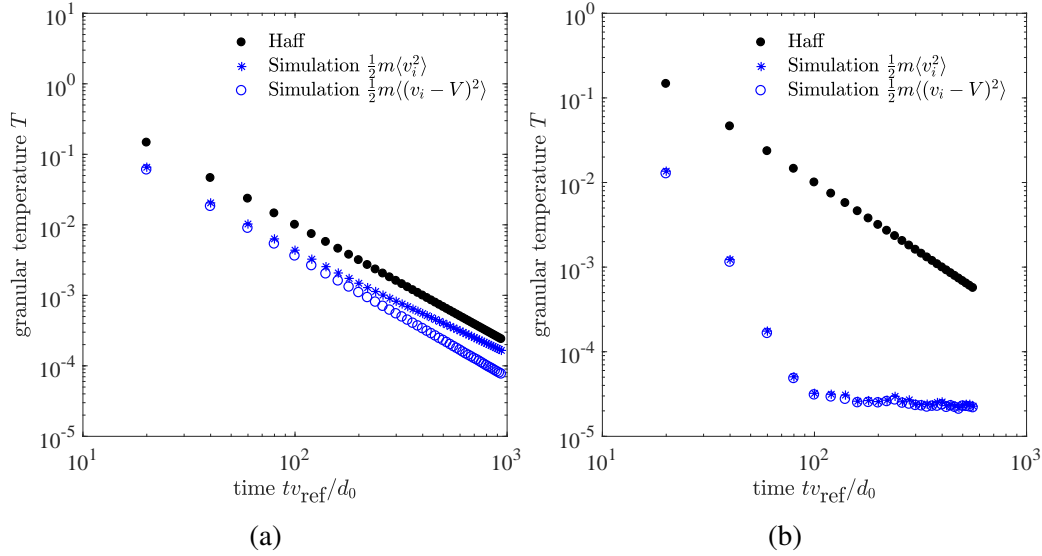 10^1
10^0
10^-1
10^-2
10^-3
10^-4
10^-5
granular temperature T
Haff
Simulation ½m⟨v_i^2⟩
Simulation ½m⟨(v_i − V)^2⟩
10^1 10^2 10^3
time tv_ref/d_0
(a)
10^0
10^-1
10^-2
10^-3
10^-4
10^-5
granular temperature T
Haff
Simulation ½m⟨v_i^2⟩
Simulation ½m⟨(v_i − V)^2⟩
10^1 10^2 10^3
time tv_ref/d_0
(b)